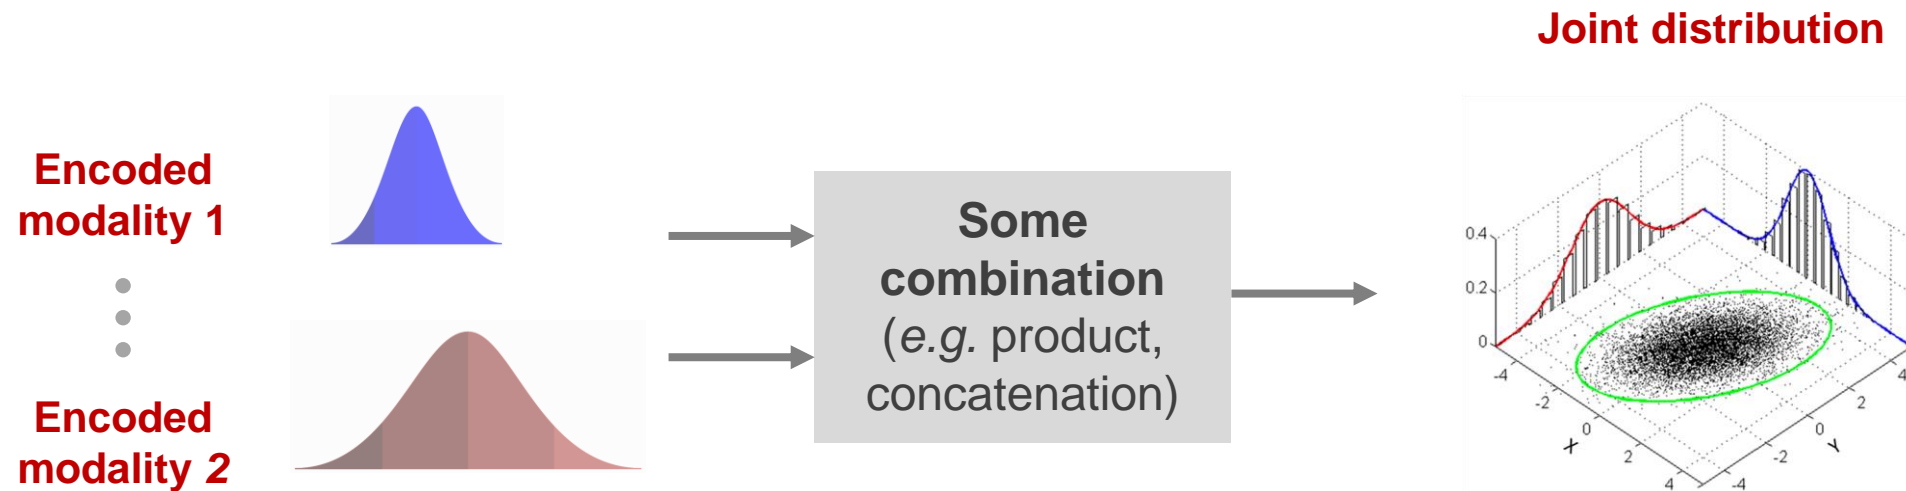 Joint distribution
Encoded
modality 1
Encoded
modality 2
Some
combination
(e.g. product,
concatenation)
0.4
0.2
0
-4
-2
0
2
4
X
-4
-2
0
2
4
Y